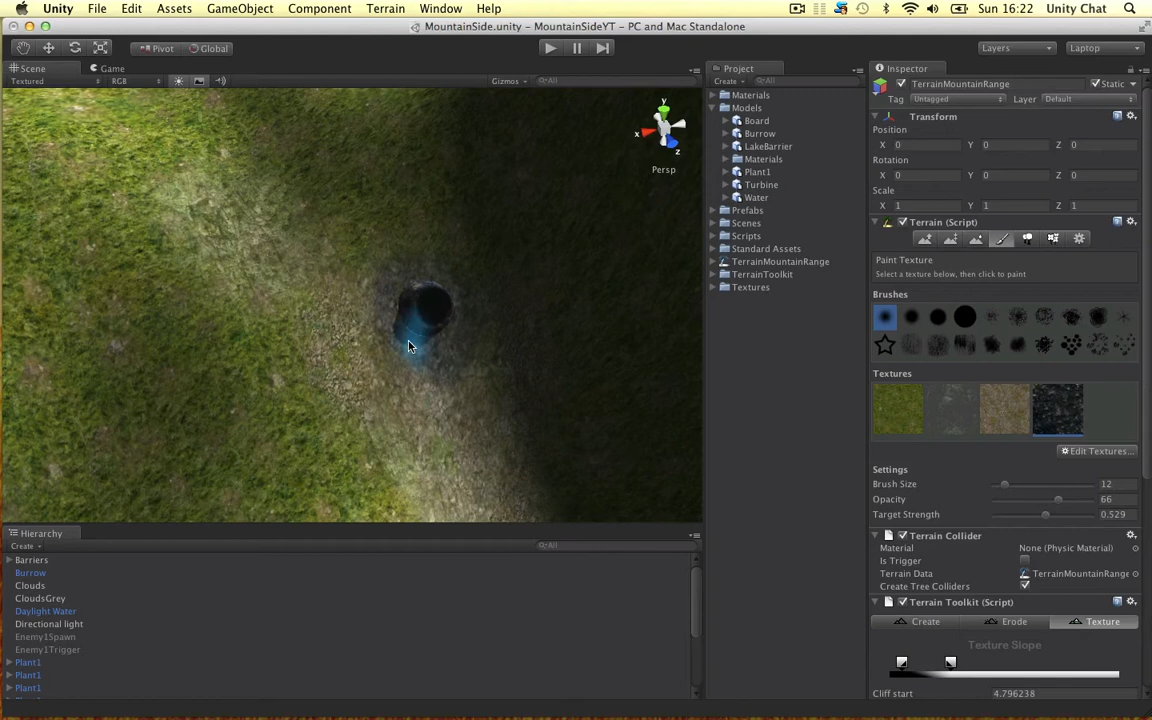 Unity File Edit Assets GameObject Component Terrain Window Help Sun 16:22 Unity Chat
MountainSide.unity - MountainSideYT - PC and Mac Standalone
Pivot Global Layers Laptop
Scene Game
Textured RGB Gizmos All
y
x
z
Persp
Project
Create All
Materials
Models
Board
Burrow
LakeBarrier
Materials
Plant1
Turbine
Water
Prefabs
Scenes
Scripts
Standard Assets
TerrainMountainRange
TerrainToolkit
Textures
Inspector
TerrainMountainRange Static
Tag Untagged Layer Default
Transform
Position
X 0 Y 0 Z 0
Rotation
X 0 Y 0 Z 0
Scale
X 1 Y 1 Z 1
Terrain (Script)
Paint Texture
Select a texture below, then click to paint
Brushes
Textures
Edit Textures...
Settings
Brush Size 12
Opacity 66
Target Strength 0.529
Terrain Collider
Material None (Physic Material)
Is Trigger
Terrain Data TerrainMountainRange
Create Tree Colliders
Terrain Toolkit (Script)
Create Erode Texture
Texture Slope
Cliff start 4.796238
Hierarchy
Create All
Barriers
Burrow
Clouds
CloudsGrey
Daylight Water
Directional light
Enemy1Spawn
Enemy1Trigger
Plant1
Plant1
Plant1